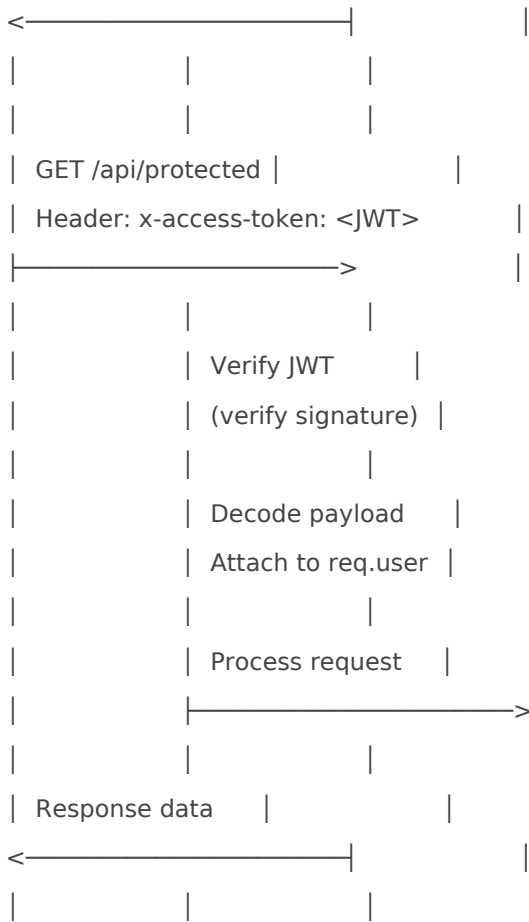 GET /api/protected
Header: x-access-token: <JWT>
Verify JWT
(verify signature)
Decode payload
Attach to req.user
Process request
Response data